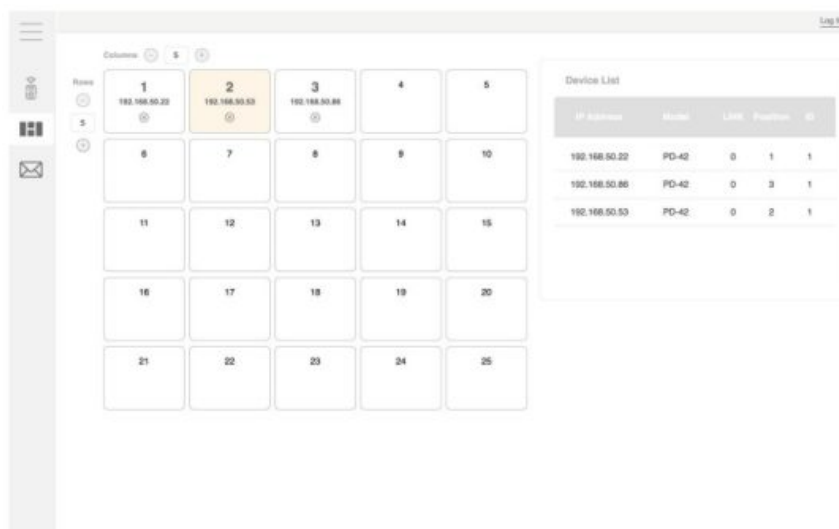 Log
Columns 5
Rows
5
1 2 3 4 5
192.168.50.22 192.168.50.53 192.168.50.86
6 7 8 9 10
11 12 13 14 15
16 17 18 19 20
21 22 23 24 25
Device List
IP Address Model Link Position ID
192.168.50.22 PD-42 0 1 1
192.168.50.86 PD-42 0 3 1
192.168.50.53 PD-42 0 2 1